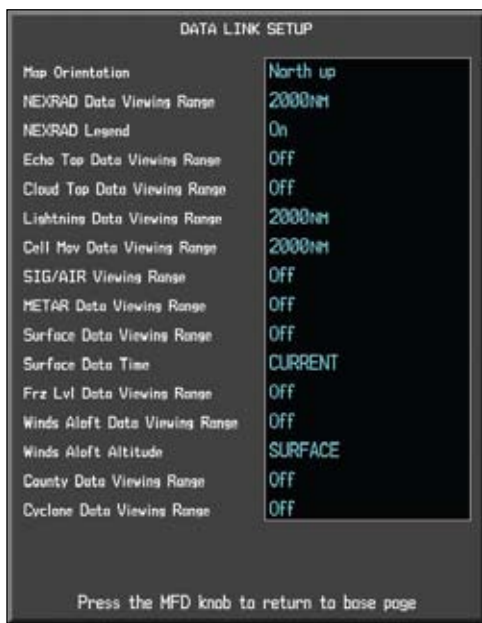 DATA LINK SETUP
Map Orientation North up
NEXRAD Data Viewing Range 2000NM
NEXRAD Legend On
Echo Top Data Viewing Range Off
Cloud Top Data Viewing Range Off
Lightning Data Viewing Range 2000NM
Cell Mov Data Viewing Range 2000NM
SIG/AIR Viewing Range Off
METAR Data Viewing Range Off
Surface Data Viewing Range Off
Surface Data Time CURRENT
Frz Lvl Data Viewing Range Off
Winds Aloft Data Viewing Range Off
Winds Aloft Altitude SURFACE
County Data Viewing Range Off
Cyclone Data Viewing Range Off
Press the MFD knob to return to base page